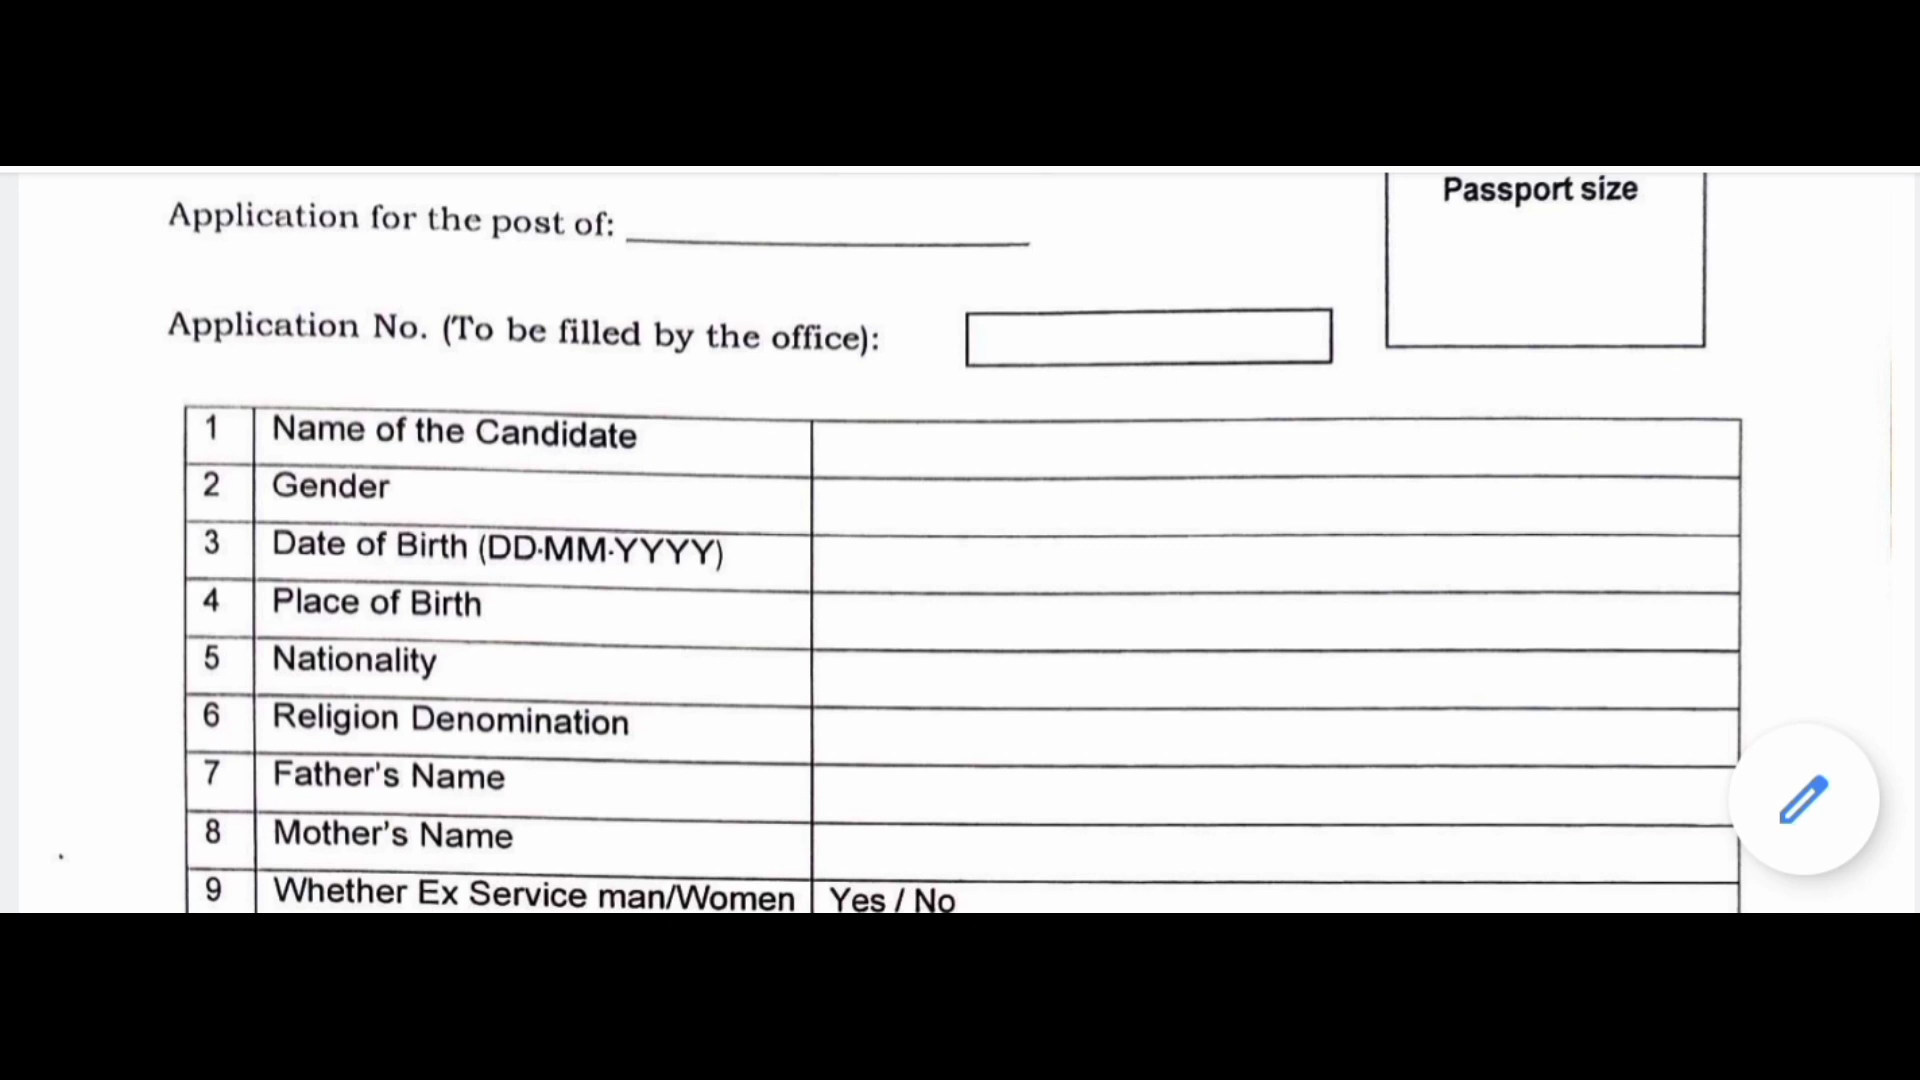 Passport size
Application for the post of:
Application No. (To be filled by the office):
1 Name of the Candidate
2 Gender
3 Date of Birth (DD-MM-YYYY)
4 Place of Birth
5 Nationality
6 Religion Denomination
7 Father's Name
8 Mother's Name
9 Whether Ex Service man/Women Yes / No